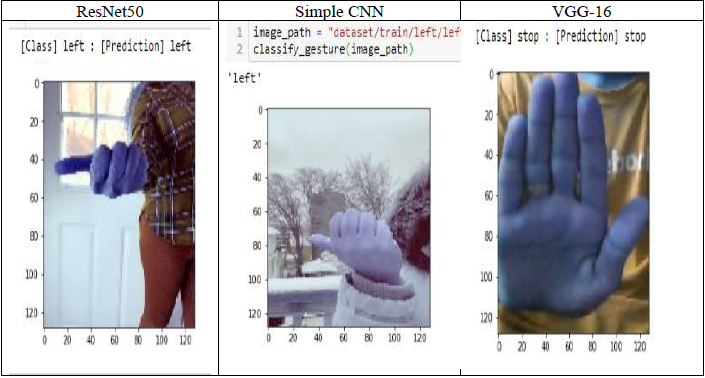 ResNet50
Simple CNN
VGG-16
[Class] left : [Prediction] left
1 image_path = "dataset/train/left/lef
2 classify_gesture(image_path)
'left'
[Class] stop : [Prediction] stop
0
20
40
60
80
100
120
0 20 40 60 80 100 120
0
20
40
60
80
100
120
0 20 40 60 80 100 120
0
20
40
60
80
100
120
0 20 40 60 80 100 120